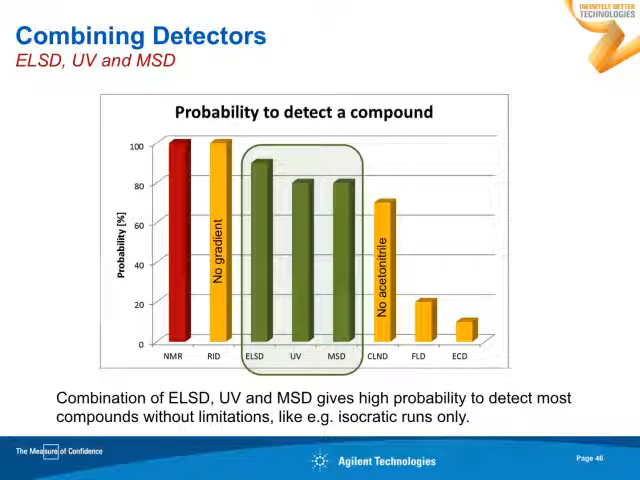 INFINITELY BETTER
TECHNOLOGIES
Combining Detectors
ELSD, UV and MSD
Probability to detect a compound
Probability [%]
100
80
60
40
20
0
No gradient
No acetonitrile
NMR RID ELSD UV MSD CLND FLD ECD
Combination of ELSD, UV and MSD gives high probability to detect most
compounds without limitations, like e.g. isocratic runs only.
The Measure of Confidence
Agilent Technologies
Page 46